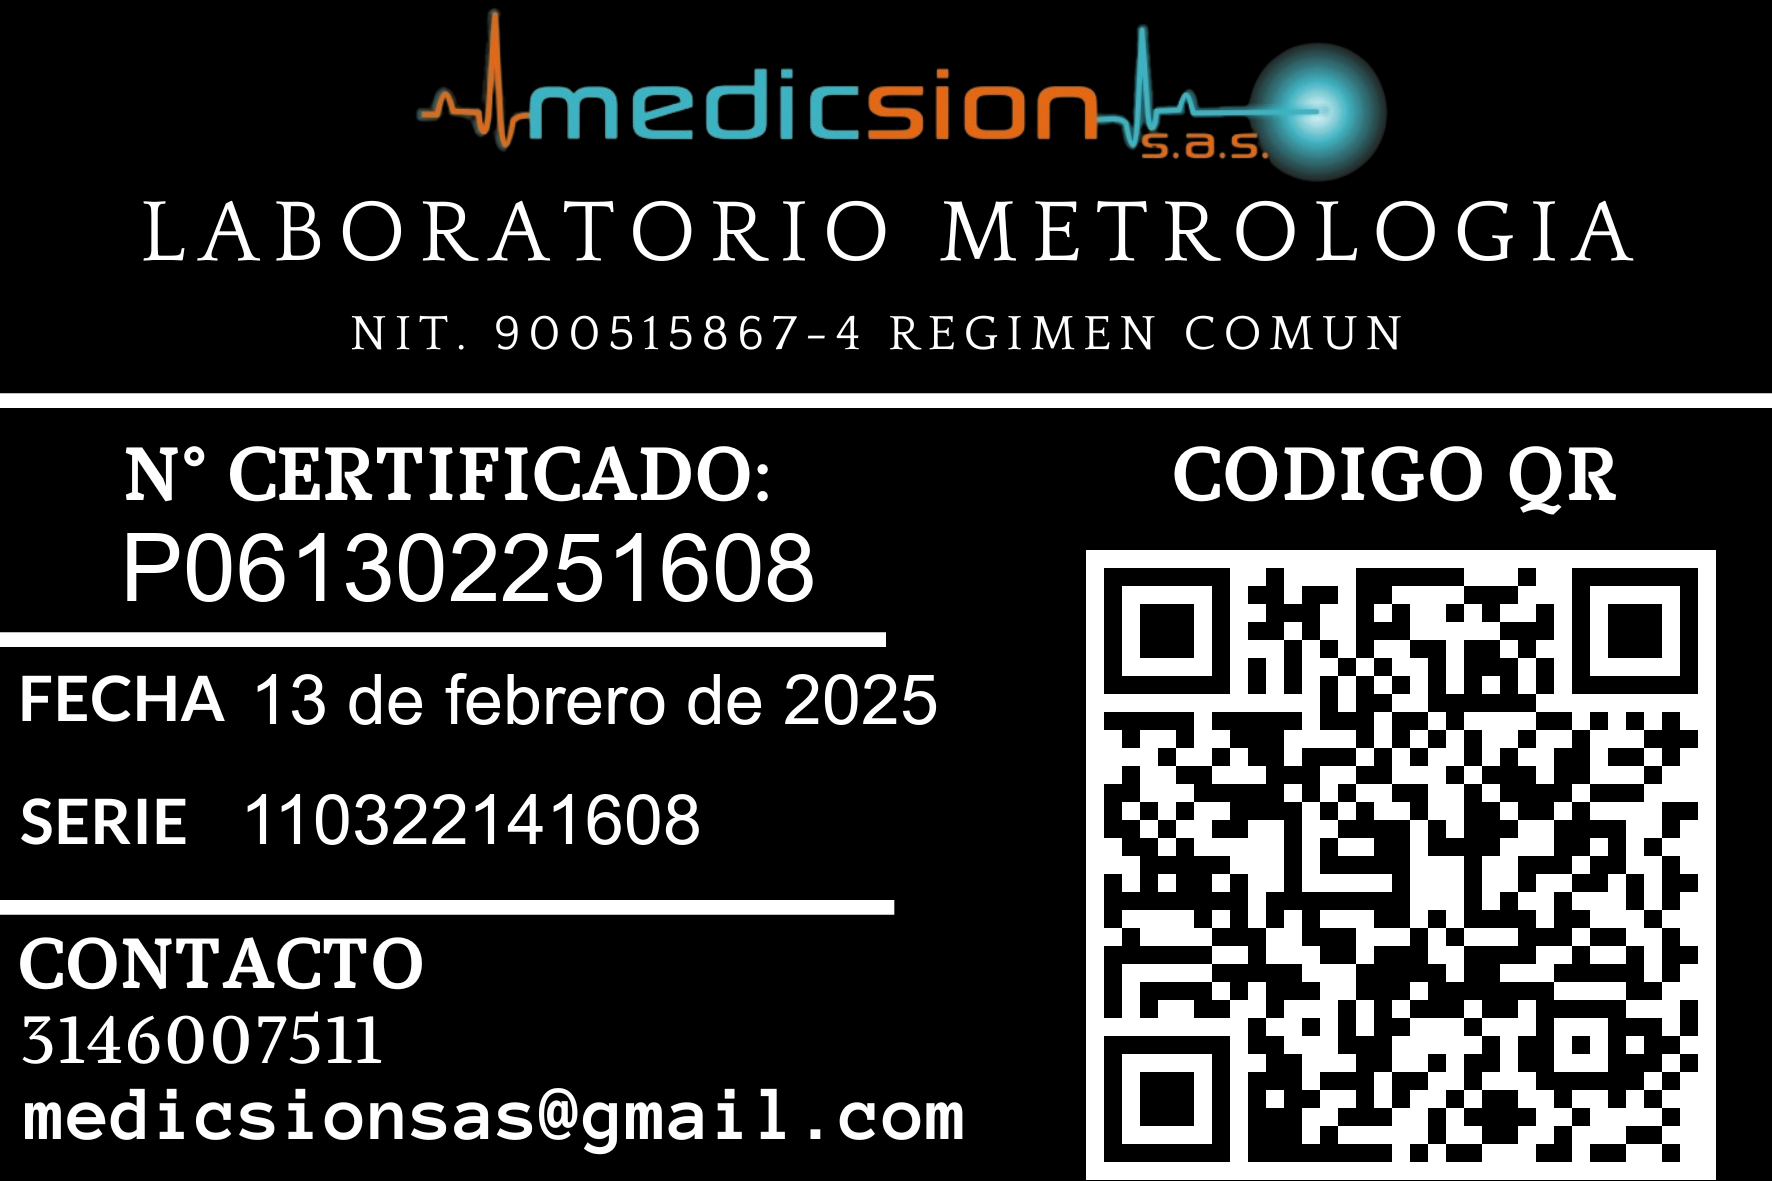 medicsion
s.a.s.
LABORATORIO METROLOGIA
NIT. 900515867-4 REGIMEN COMUN
N° CERTIFICADO:
P061302251608
CODIGO QR
FECHA 13 de febrero de 2025
SERIE 110322141608
CONTACTO
3146007511
medicsionsas@gmail.com